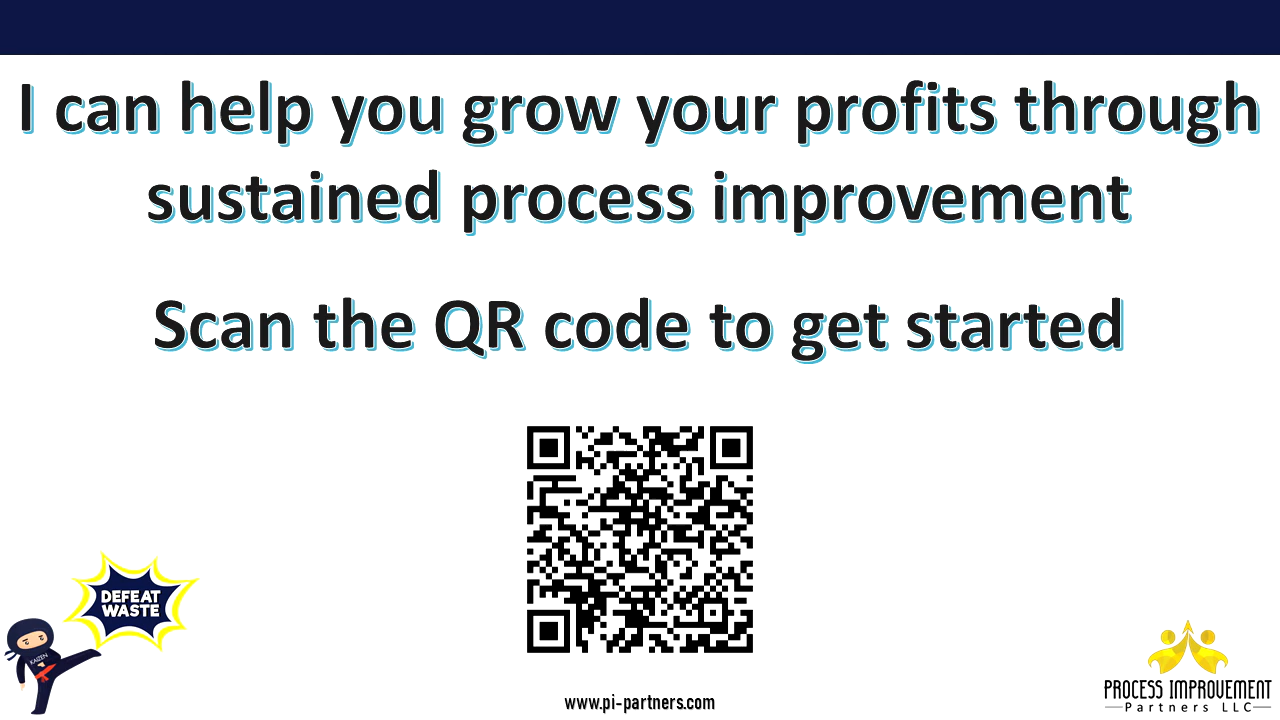 I can help you grow your profits through
sustained process improvement
Scan the QR code to get started
DEFEAT
WASTE
KAIZEN
www.pi-partners.com
PROCESS IMPROVEMENT
Partners LLC